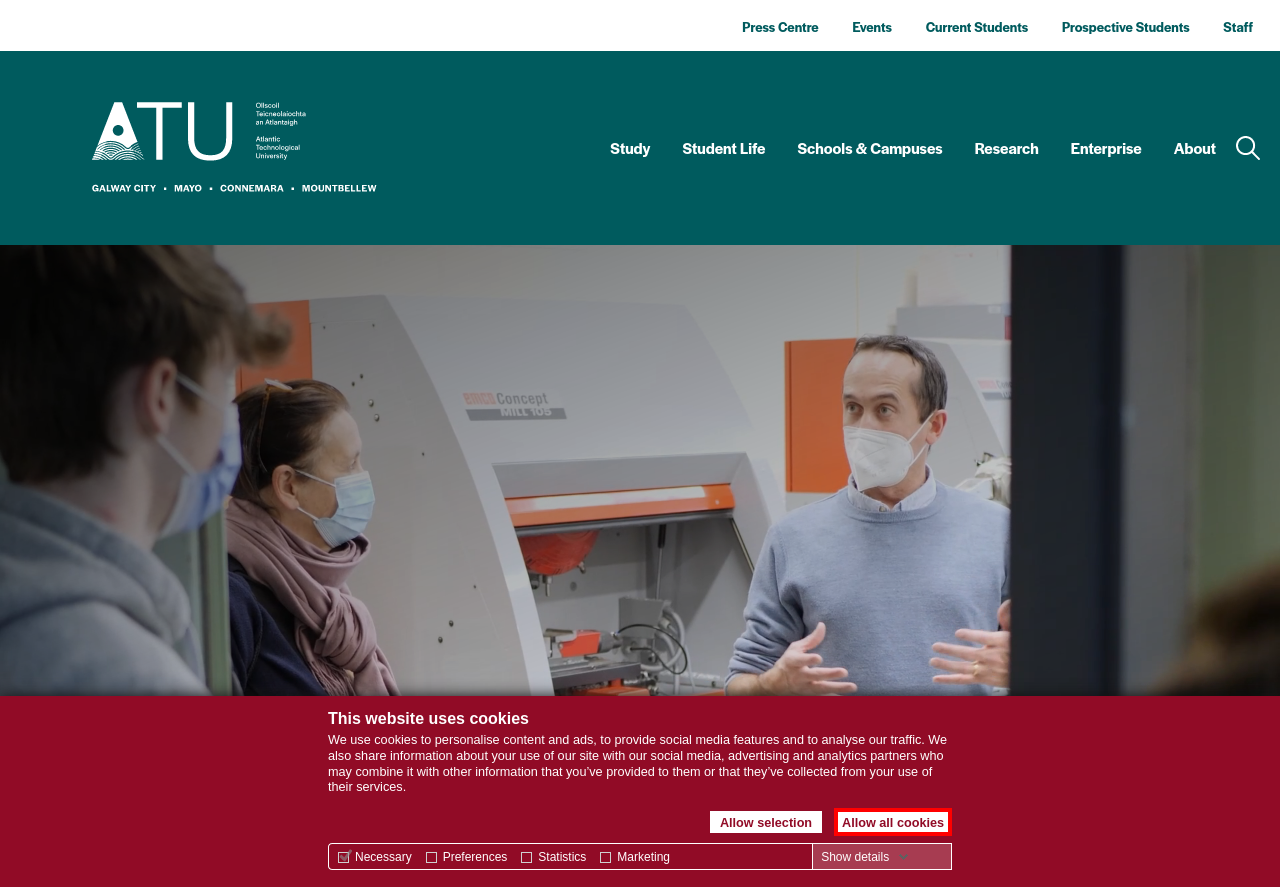 Press Centre
Events
Current Students
Prospective Students
Staff
ATU
Ollscoil
Teicneolaíochta
an Atlantaigh
Atlantic
Technological
University
GALWAY CITY • MAYO • CONNEMARA • MOUNTBELLEW
Study
Student Life
Schools & Campuses
Research
Enterprise
About
EMCO Concept
MILL 105
This website uses cookies
We use cookies to personalise content and ads, to provide social media features and to analyse our traffic. We
also share information about your use of our site with our social media, advertising and analytics partners who
may combine it with other information that you’ve provided to them or that they’ve collected from your use of
their services.
Allow selection
Allow all cookies
Necessary
Preferences
Statistics
Marketing
Show details